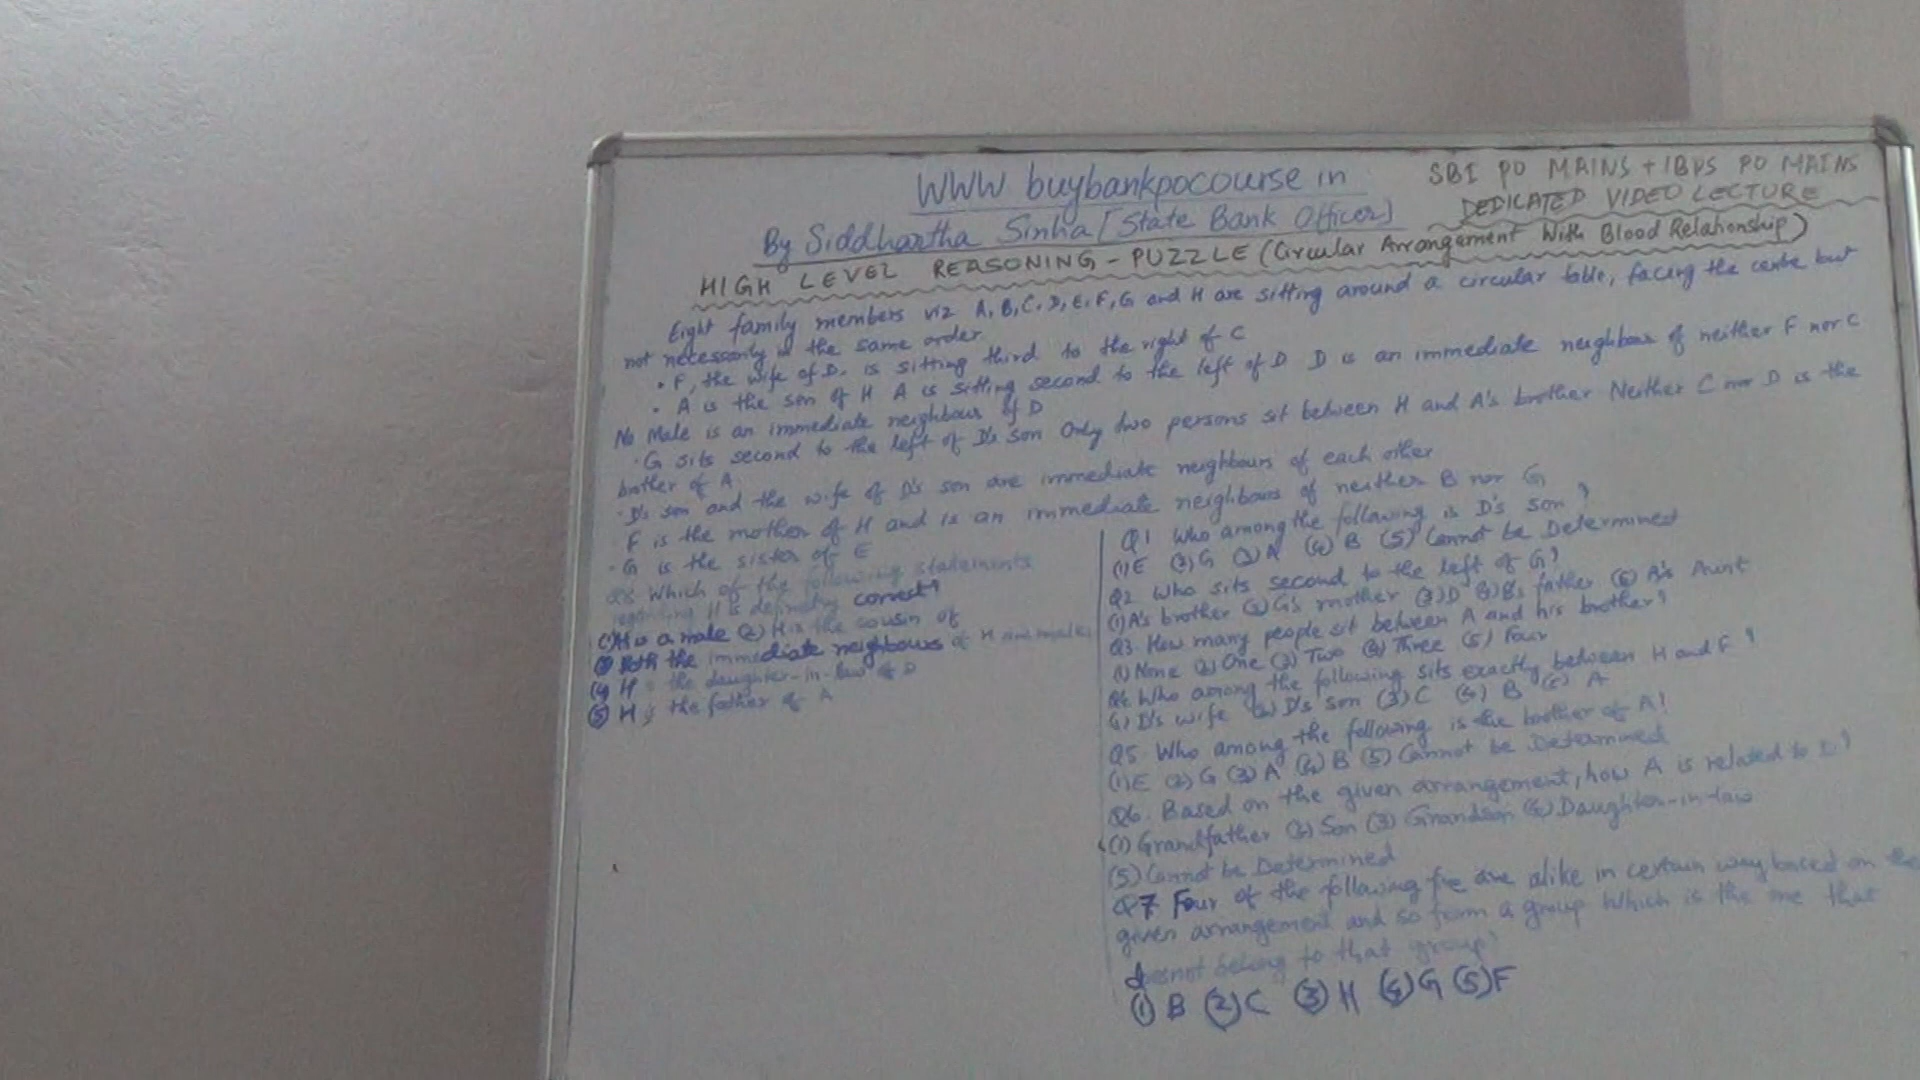 WWW buybankpocourse in
SBI PO MAINS + IBPS PO MAINS
DEDICATED VIDEO LECTURE
By Siddhartha Sinha [State Bank Officer]
HIGH LEVEL REASONING - PUZZLE (Circular Arrangement With Blood Relationship)
Eight family members viz A, B, C, D, E, F, G and H are sitting around a circular table, facing the centre but
not necessarily in the same order
• F, the wife of D, is sitting third to the right of C
• A is the son of H A is sitting second to the left of D D is an immediate neighbour of neither F nor C
No Male is an immediate neighbour of D
• G sits second to the left of D's son Only two persons sit between H and A's brother Neither C nor D is the
brother of A
• D's son and the wife of D's son are immediate neighbours of each other
F is the mother of H and is an immediate neighbour of neither B nor G
• G is the sister of E
Q8 Which of the following statements
regarding H is definitely correct?
(1) H is a male (2) H is the cousin of
(3) Both the immediate neighbours of H are males
(4) H is the daughter-in-law of D
(5) H is the father of A
Q1 Who among the following is D's son?
(1) E (2) G (3) A (4) B (5) Cannot be Determined
Q2 Who sits second to the left of G?
(1) A's brother (2) G's mother (3) D (4) B's father (5) A's Aunt
Q3. How many people sit between A and his brother?
(1) None (2) One (3) Two (4) Three (5) Four
Q4 Who among the following sits exactly between H and F?
(1) D's wife (2) D's son (3) C (4) B (5) A
Q5. Who among the following is the brother of A?
(1) E (2) G (3) A (4) B (5) Cannot be Determined
Q6. Based on the given arrangement, how A is related to D?
(1) Grandfather (2) Son (3) Grandson (4) Daughter-in-law
(5) Cannot be Determined
Q7 Four of the following five are alike in certain way based on the
given arrangement and so form a group Which is the one that
doesnot belong to that group?
(1) B (2) C (3) H (4) G (5) F